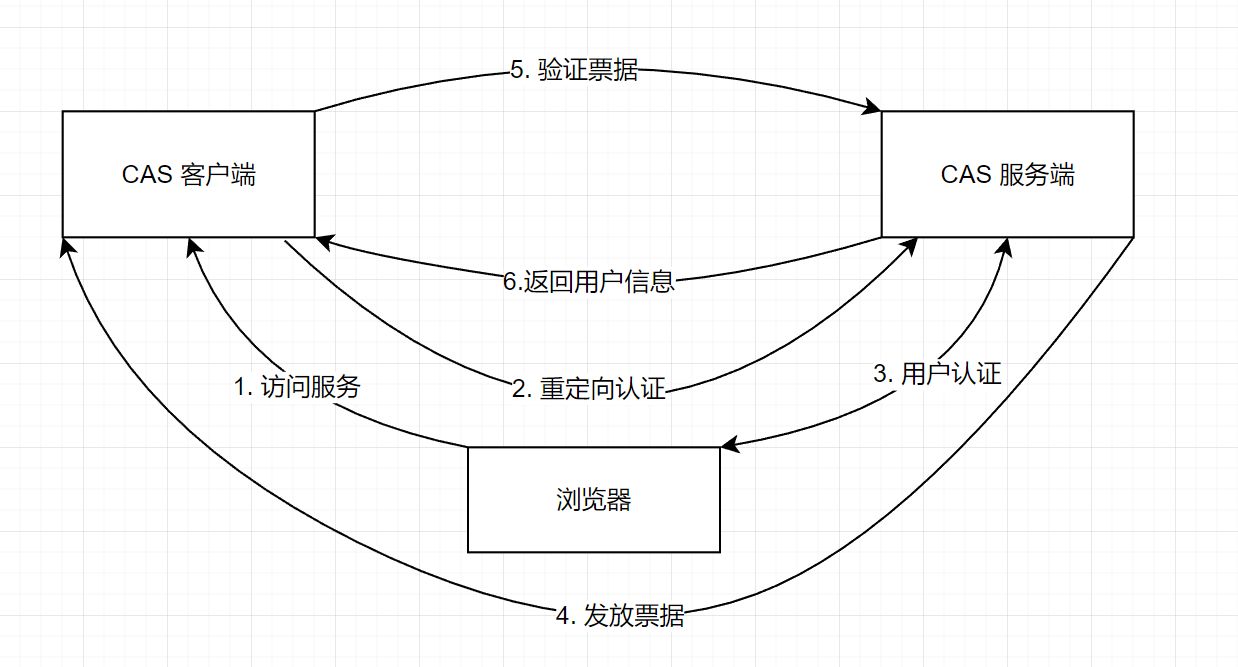 5. 验证票据
CAS 客户端
CAS 服务端
6.返回用户信息
1. 访问服务
2. 重定向认证
3. 用户认证
浏览器
4. 发放票据